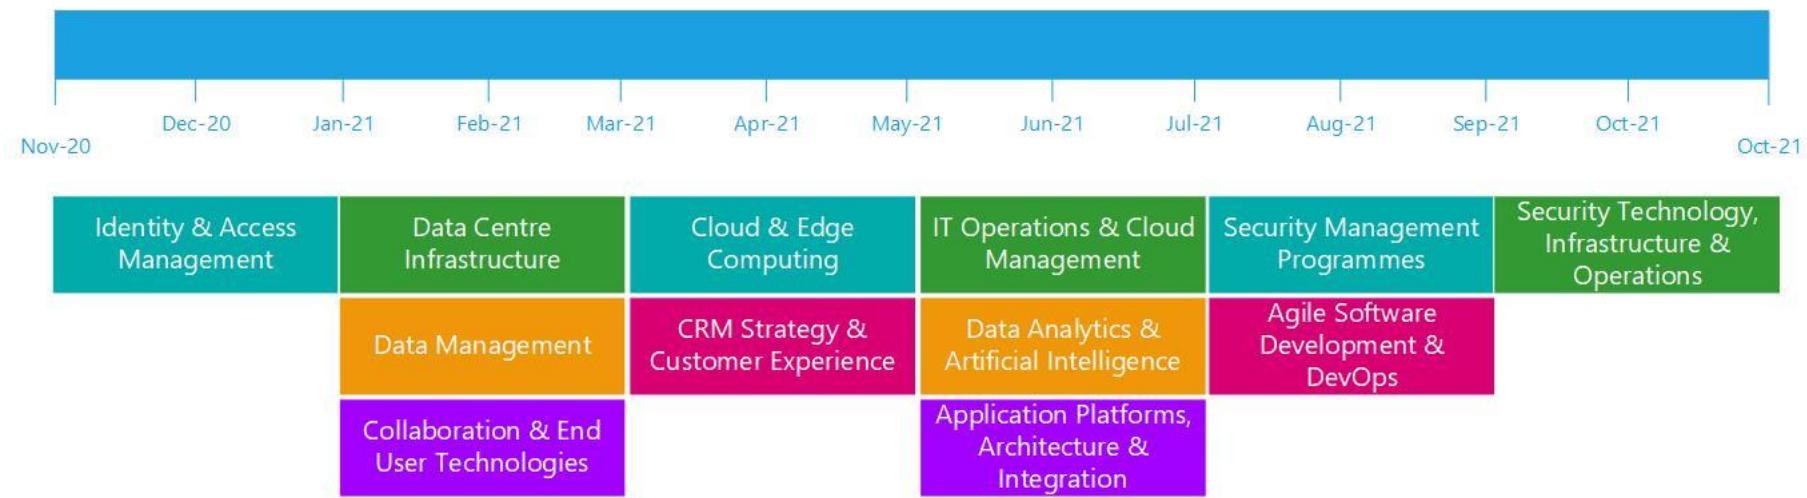 Dec-20
Jan-21
Feb-21
Mar-21
Apr-21
May-21
Jun-21
Jul-21
Aug-21
Sep-21
Oct-21
Nov-20
Oct-21
Identity & Access
Management
Data Centre
Infrastructure
Cloud & Edge
Computing
IT Operations & Cloud
Management
Security Management
Programmes
Security Technology,
Infrastructure &
Operations
Data Management
CRM Strategy &
Customer Experience
Data Analytics &
Artificial Intelligence
Agile Software
Development &
DevOps
Collaboration & End
User Technologies
Application Platforms,
Architecture &
Integration